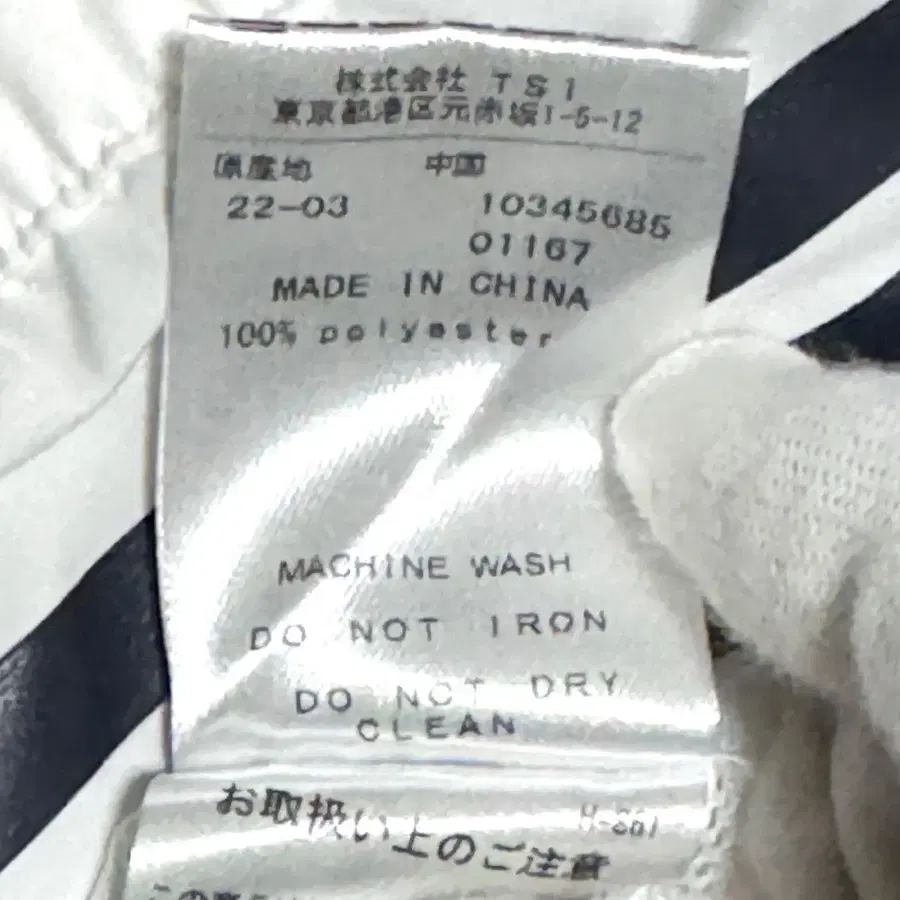 株式会社 TSI
東京都港区元赤坂1-5-12
原産地 中国
22-03 10345685
01167
MADE IN CHINA
100% polyester
MACHINE WASH
DO NOT IRON
DO NOT DRY
CLEAN
お取扱い上のご注意